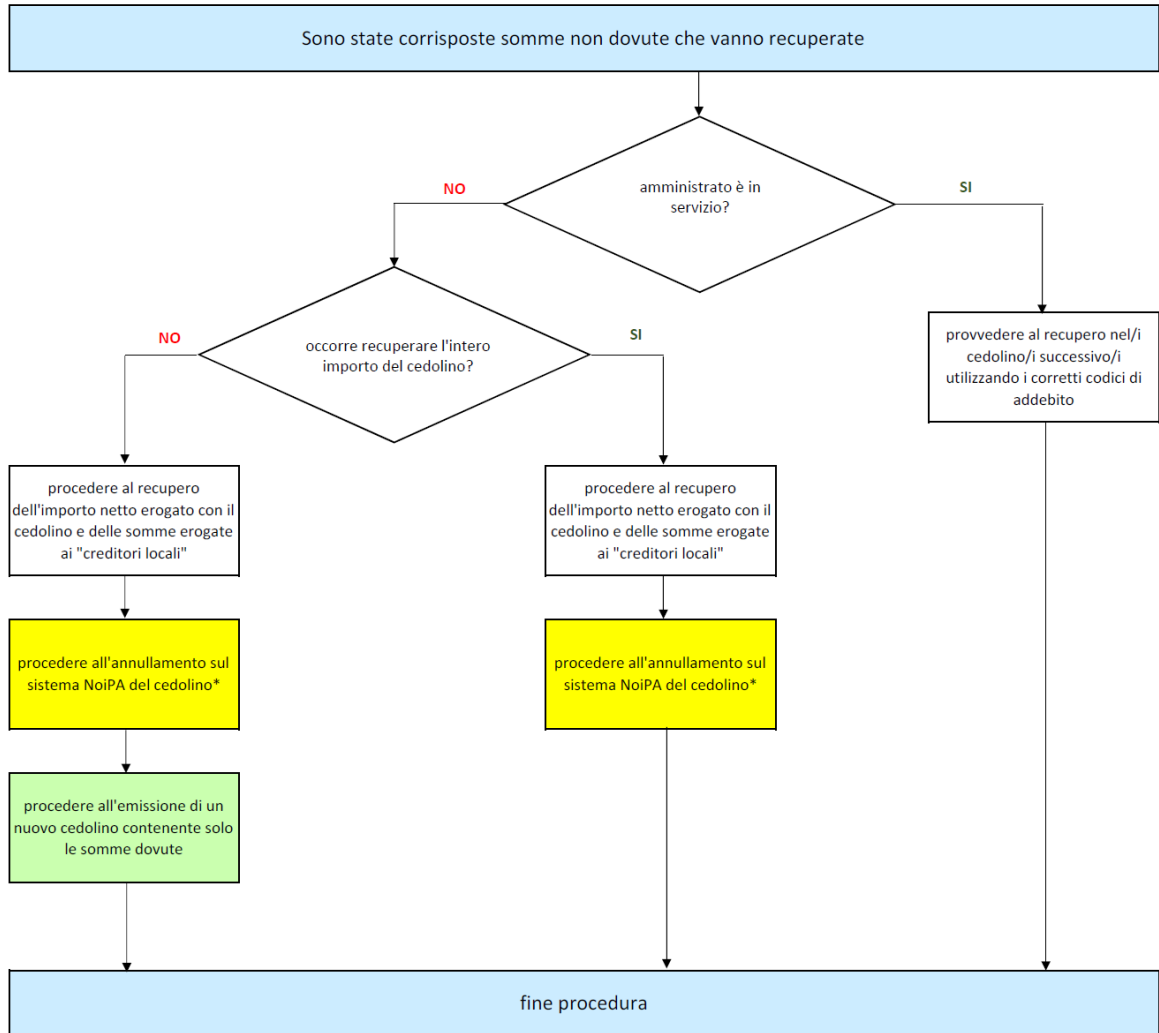 Sono state corrisposte somme non dovute che vanno recuperate
amministrato è in
servizio?
NO
SI
occorre recuperare l'intero
importo del cedolino?
NO
SI
provvedere al recupero nel/i
cedolino/i successivo/i
utilizzando i corretti codici di
addebito
procedere al recupero
dell'importo netto erogato con il
cedolino e delle somme erogate
ai "creditori locali"
procedere al recupero
dell'importo netto erogato con il
cedolino e delle somme erogate
ai "creditori locali"
procedere all'annullamento sul
sistema NoiPA del cedolino*
procedere all'annullamento sul
sistema NoiPA del cedolino*
procedere all'emissione di un
nuovo cedolino contenente solo
le somme dovute
fine procedura